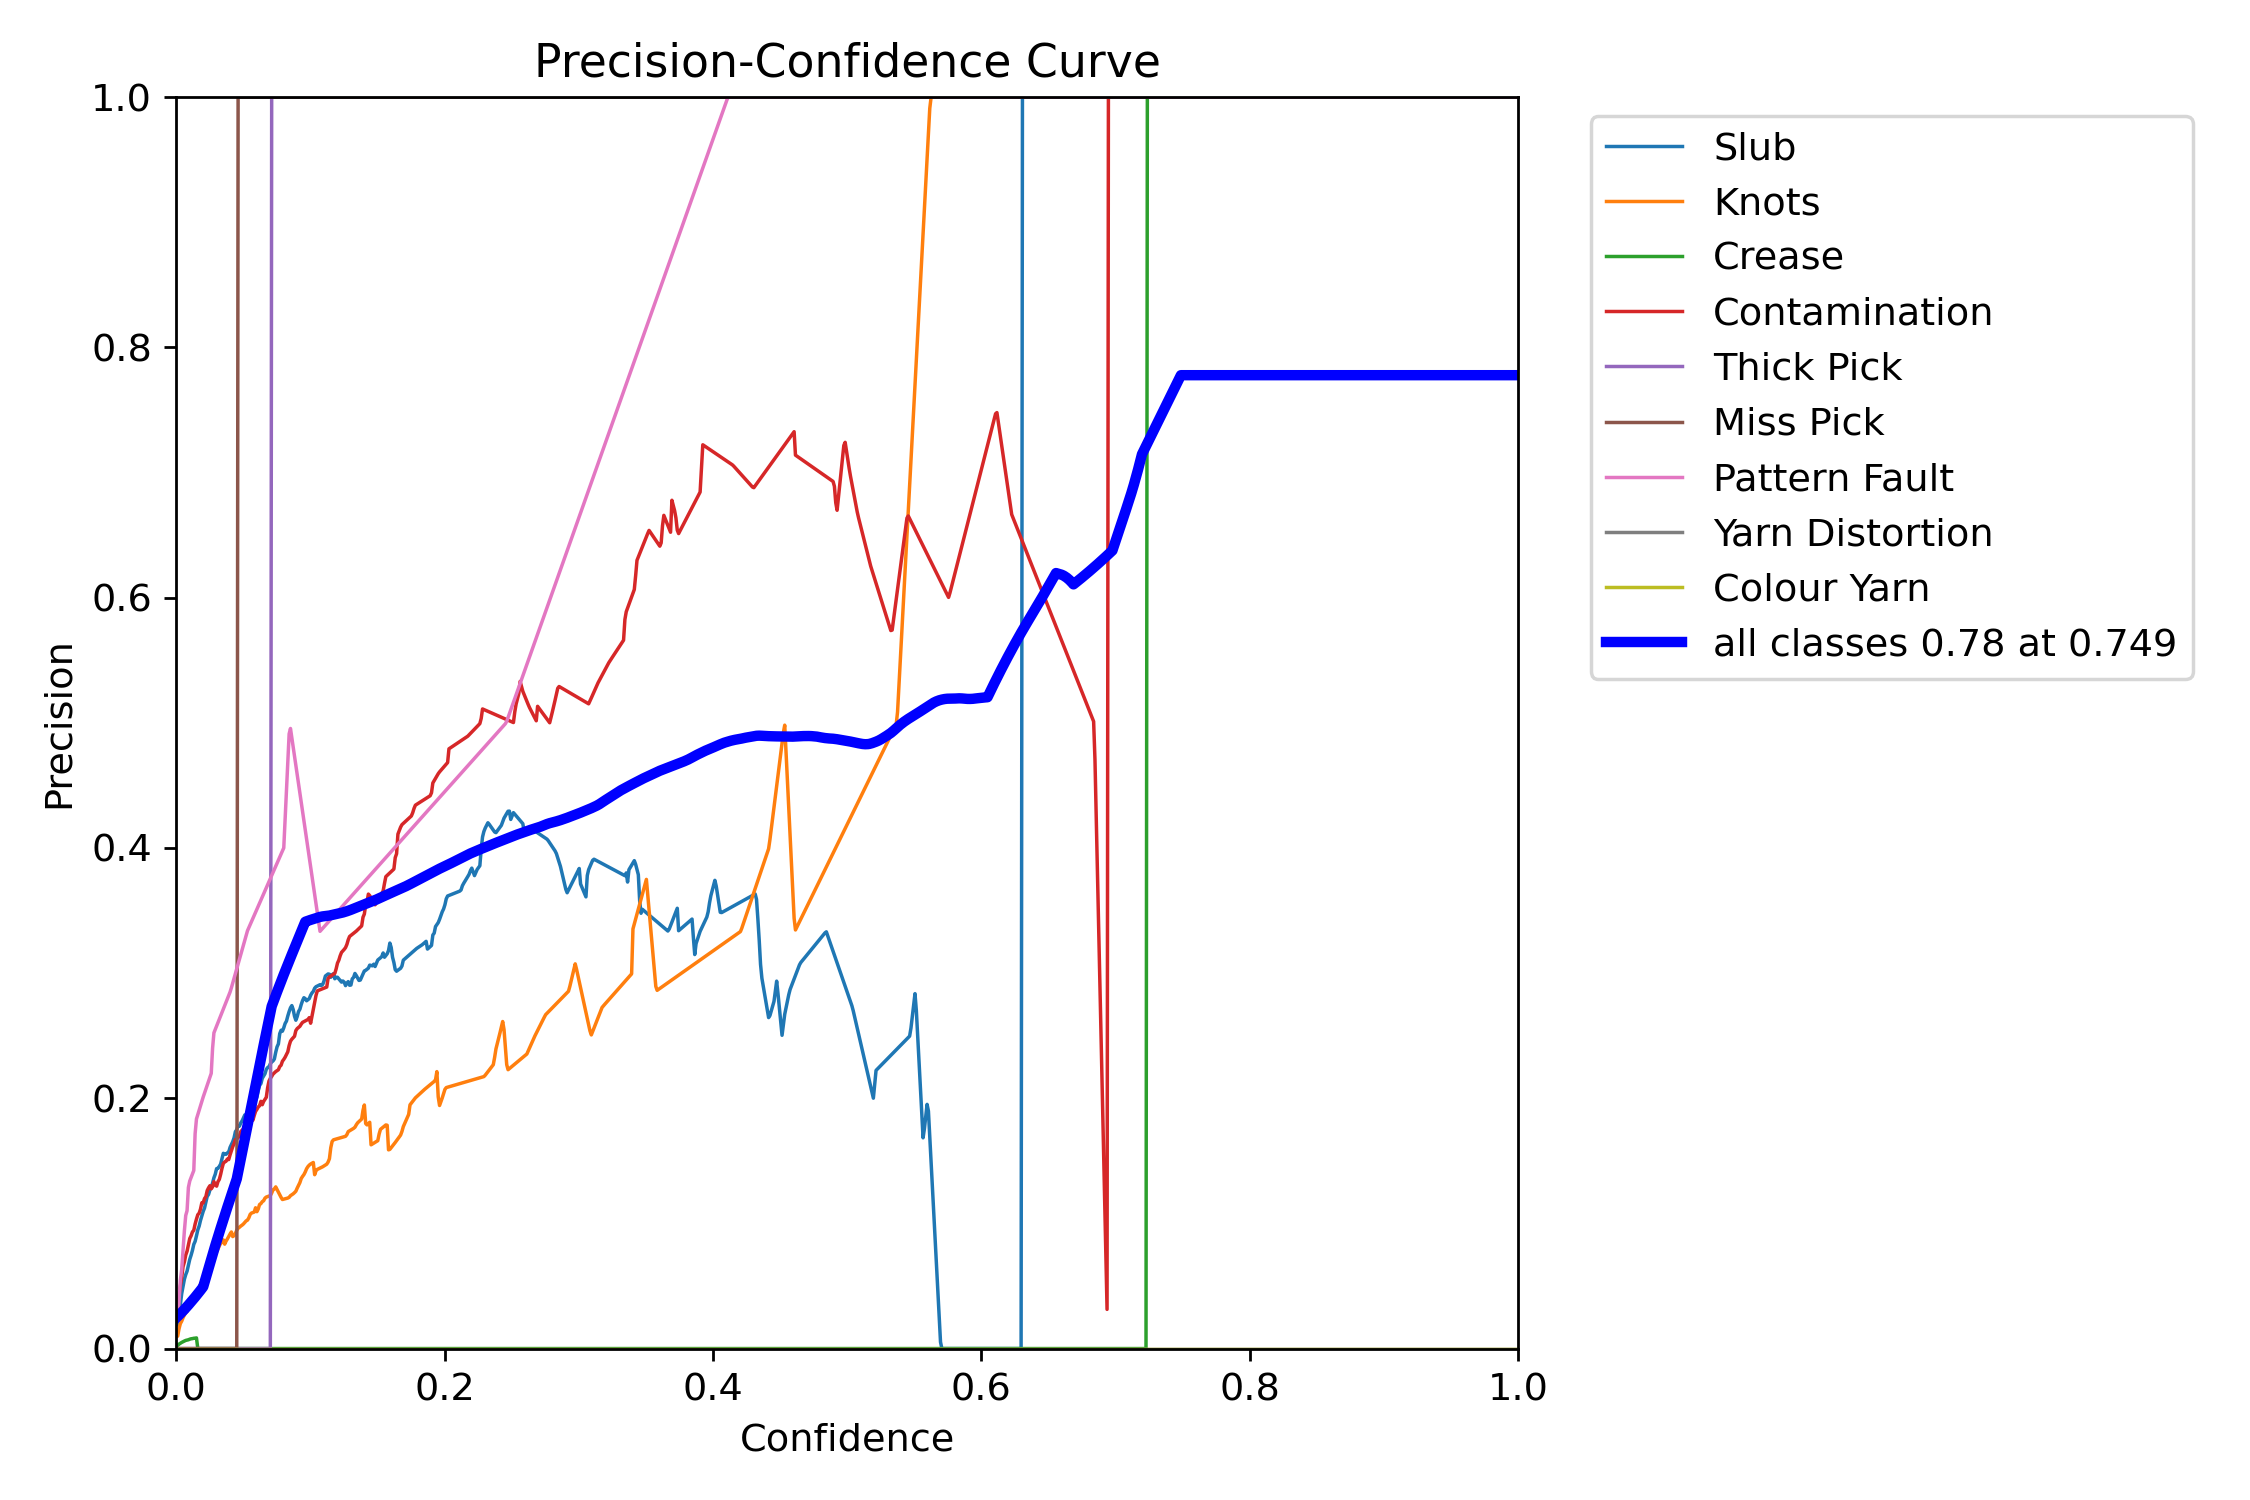 Precision-Confidence Curve
1.0
0.8
0.6
0.4
0.2
0.0
Precision
0.0 0.2 0.4 0.6 0.8 1.0
Confidence
Slub
Knots
Crease
Contamination
Thick Pick
Miss Pick
Pattern Fault
Yarn Distortion
Colour Yarn
all classes 0.78 at 0.749